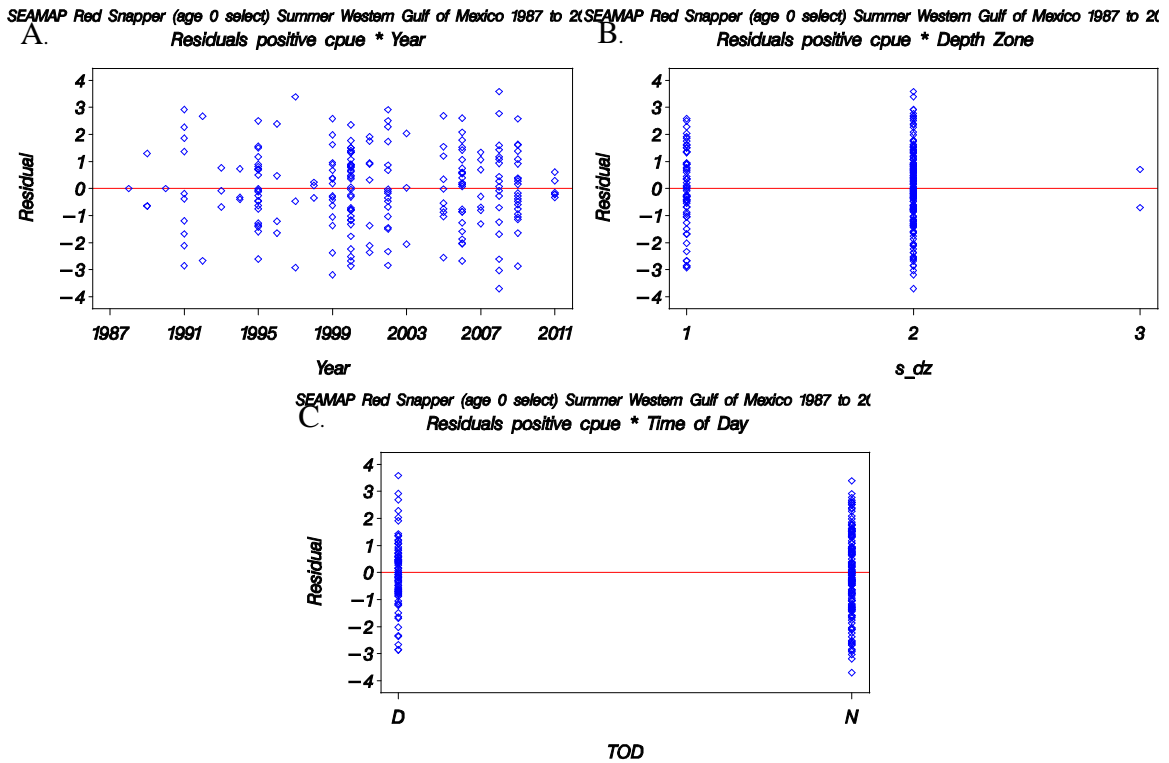 SEAMAP Red Snapper (age 0 select) Summer Western Gulf of Mexico 1987 to
A.
Residuals positive cpue * Year
Residual
4
3
2
1
0
−1
−2
−3
−4
1987 1991 1995 1999 2003 2007 2011
Year
SEAMAP Red Snapper (age 0 select) Summer Western Gulf of Mexico 1987 to 20
B.
Residuals positive cpue * Depth Zone
Residual
4
3
2
1
0
−1
−2
−3
−4
1 2 3
s_dz
SEAMAP Red Snapper (age 0 select) Summer Western Gulf of Mexico 1987 to
C.
Residuals positive cpue * Time of Day
Residual
4
3
2
1
0
−1
−2
−3
−4
D N
TOD